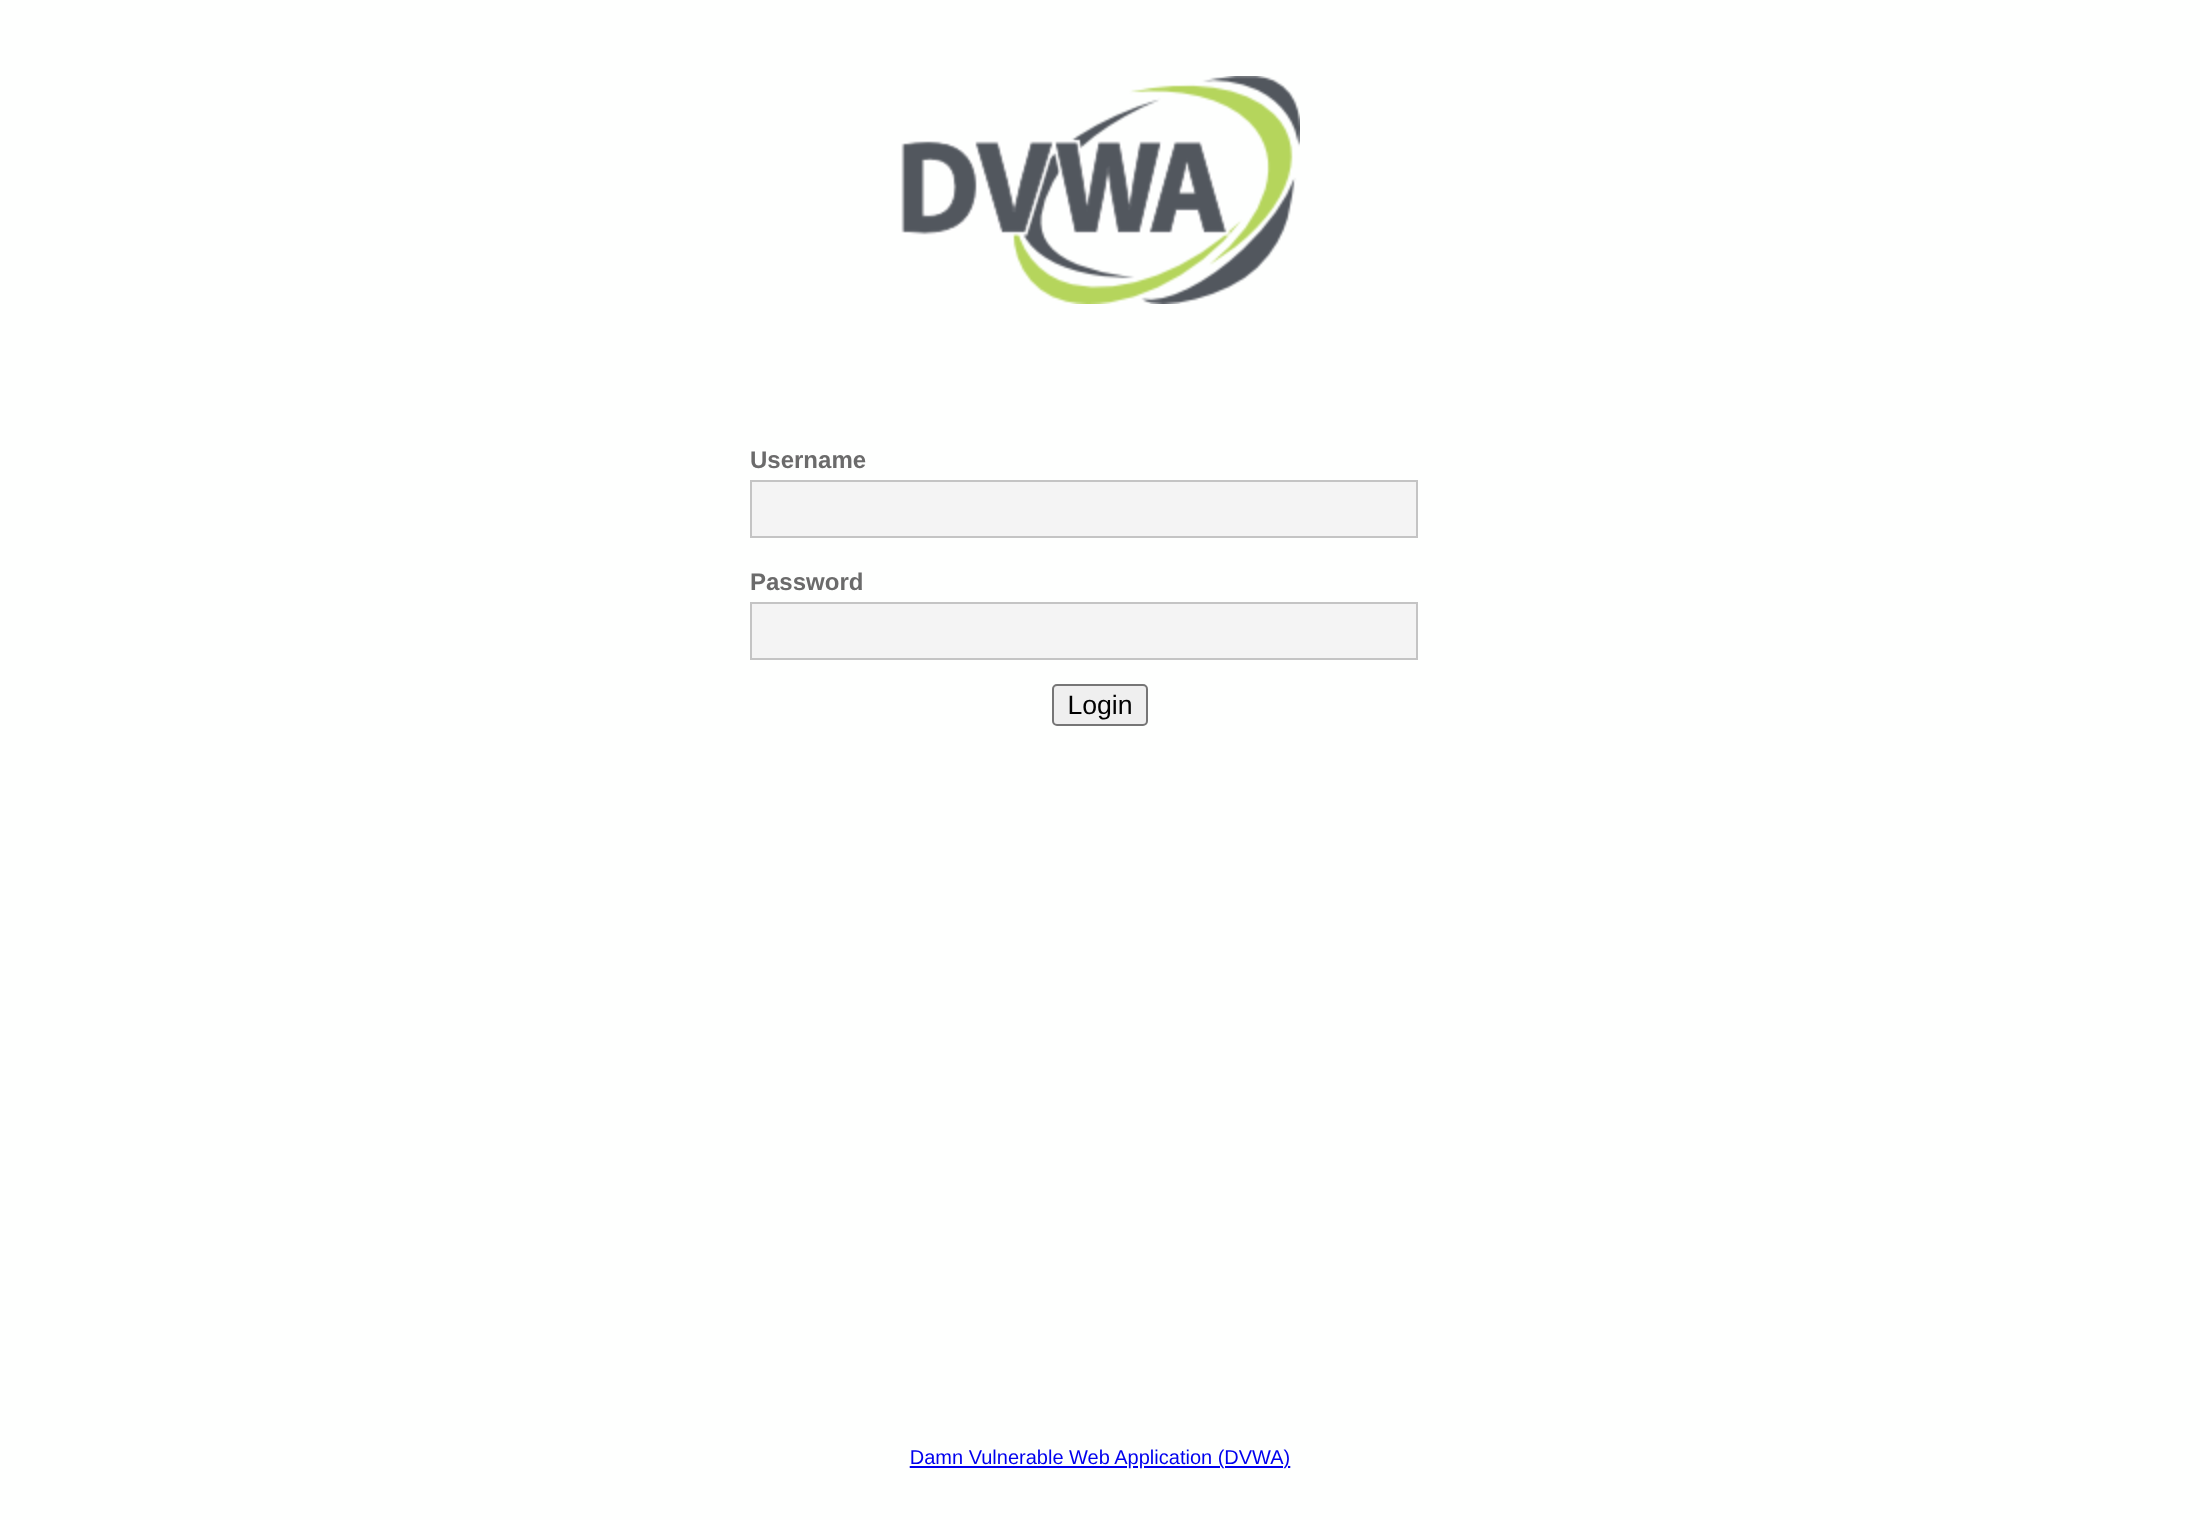 DVWA
Username
Password
Login
Damn Vulnerable Web Application (DVWA)